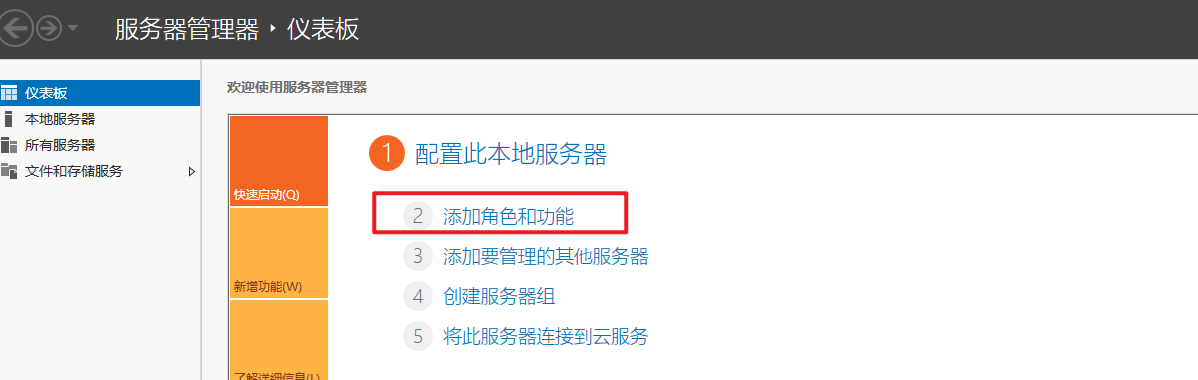 服务器管理器 · 仪表板
仪表板
本地服务器
所有服务器
文件和存储服务
欢迎使用服务器管理器
快速启动(Q)
新增功能(W)
了解详细信息(L)
1 配置此本地服务器
2 添加角色和功能
3 添加要管理的其他服务器
4 创建服务器组
5 将此服务器连接到云服务